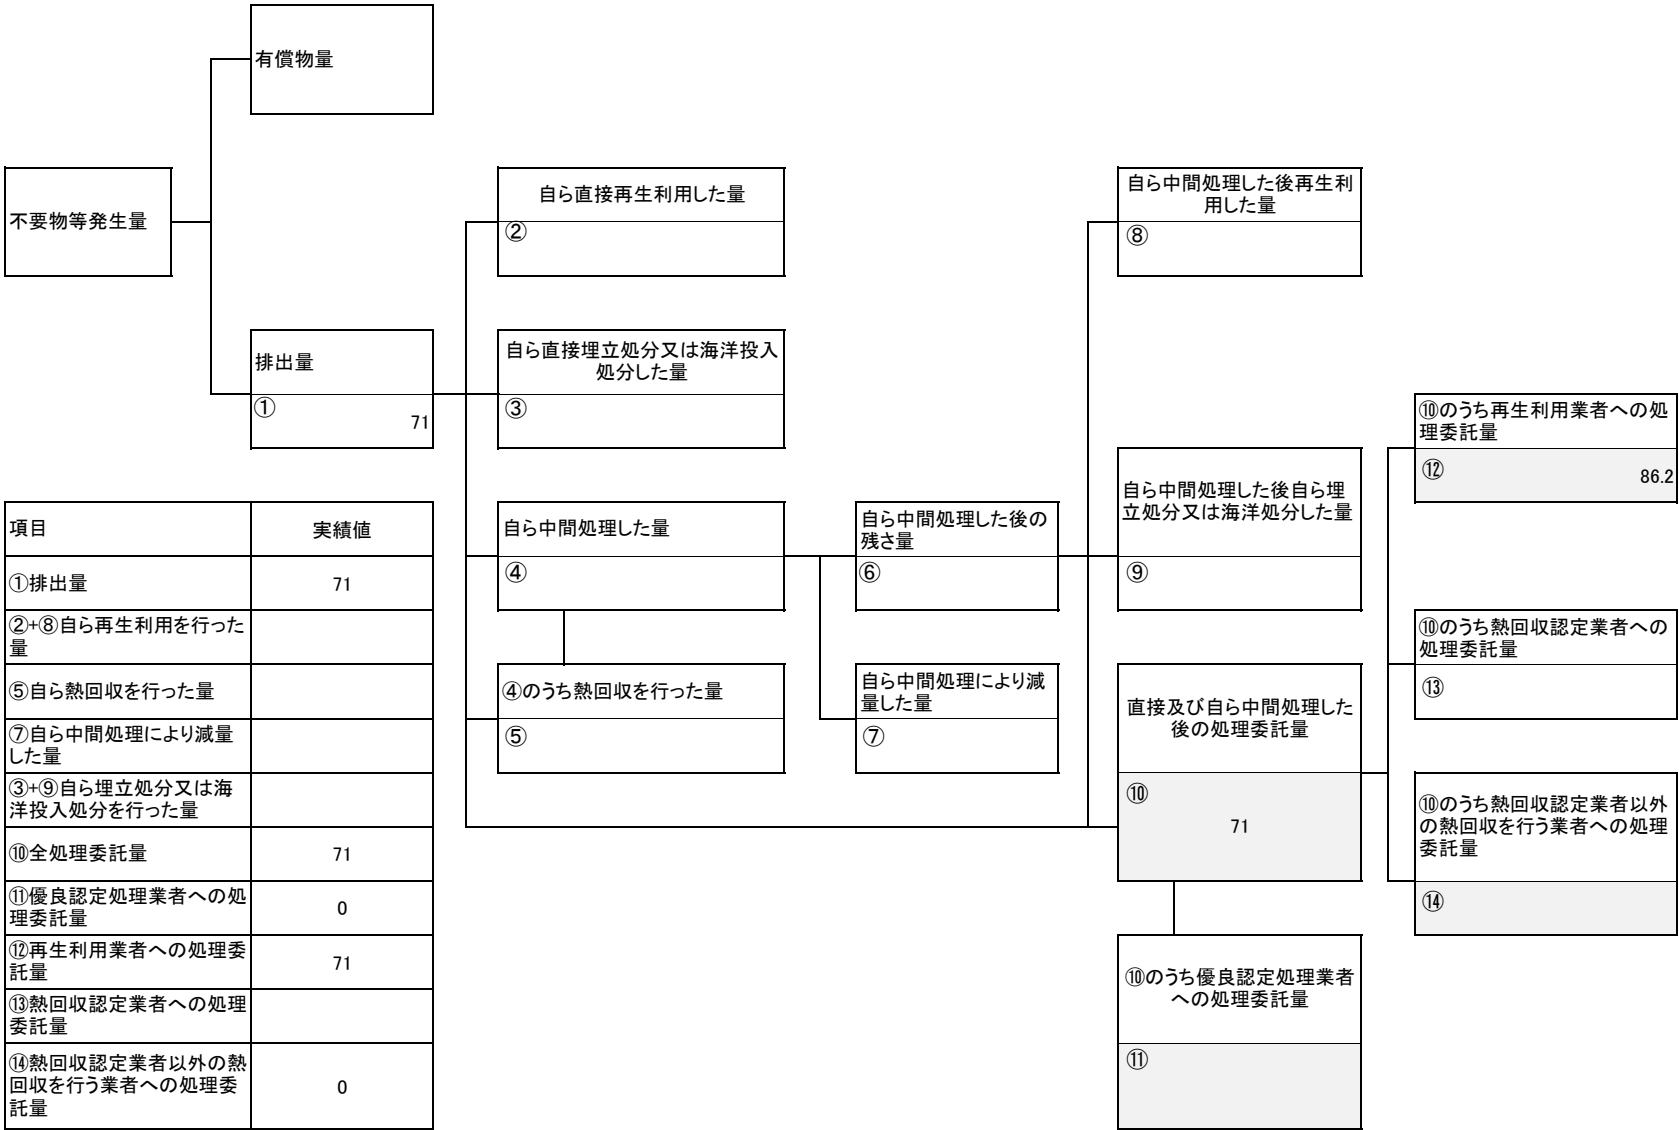 有償物量
不要物等発生量
自ら直接再生利用した量
②
自ら中間処理した後再生利
用した量
⑧
排出量
①
71
自ら直接埋立処分又は海洋投入
処分した量
③
⑩のうち再生利用業者への処
理委託量
⑫
86.2
自ら中間処理した量
④
自ら中間処理した後の
残さ量
⑥
自ら中間処理した後自ら埋
立処分又は海洋処分した量
⑨
⑩のうち熱回収認定業者への
処理委託量
⑬
④のうち熱回収を行った量
⑤
自ら中間処理により減
量した量
⑦
直接及び自ら中間処理した
後の処理委託量
⑩
71
⑩のうち熱回収認定業者以外
の熱回収を行う業者への処理
委託量
⑭
⑩のうち優良認定処理業者
への処理委託量
⑪
項目
実績値
①排出量
71
②+⑧自ら再生利用を行った
量
⑤自ら熱回収を行った量
⑦自ら中間処理により減量
した量
③+⑨自ら埋立処分又は海
洋投入処分を行った量
⑩全処理委託量
71
⑪優良認定処理業者への処
理委託量
0
⑫再生利用業者への処理委
託量
71
⑬熱回収認定業者への処理
委託量
⑭熱回収認定業者以外の熱
回収を行う業者への処理委
託量
0